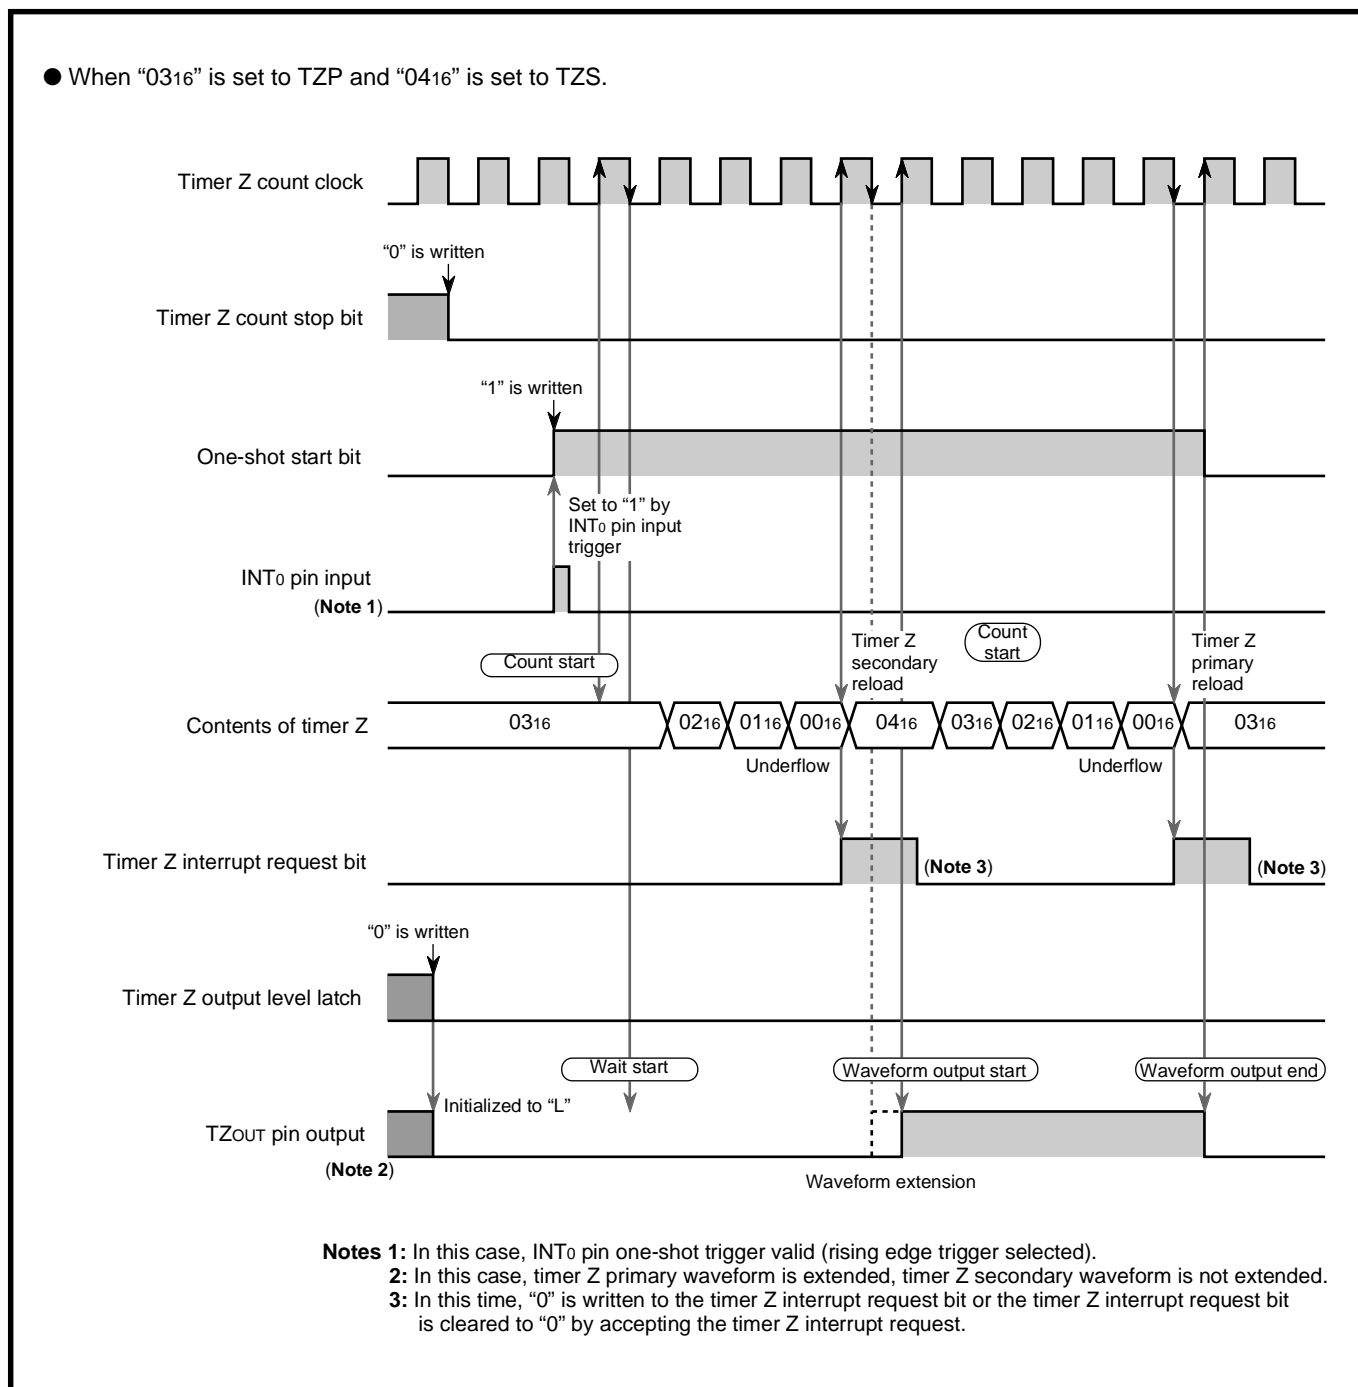 ● When “0316” is set to TZP and “0416” is set to TZS.
Timer Z count clock
“0” is written
Timer Z count stop bit
“1” is written
One-shot start bit
Set to “1” by
INT0 pin input
trigger
INT0 pin input
(Note 1)
Count start
Timer Z
secondary
reload
Count
start
Timer Z
primary
reload
Contents of timer Z
0316 0216 0116 0016 0416 0316 0216 0116 0016 0316
Underflow Underflow
Timer Z interrupt request bit
(Note 3) (Note 3)
“0” is written
Timer Z output level latch
Wait start Waveform output start Waveform output end
Initialized to “L”
TZOUT pin output
(Note 2)
Waveform extension
Notes 1: In this case, INT0 pin one-shot trigger valid (rising edge trigger selected).
2: In this case, timer Z primary waveform is extended, timer Z secondary waveform is not extended.
3: In this time, “0” is written to the timer Z interrupt request bit or the timer Z interrupt request bit
is cleared to “0” by accepting the timer Z interrupt request.